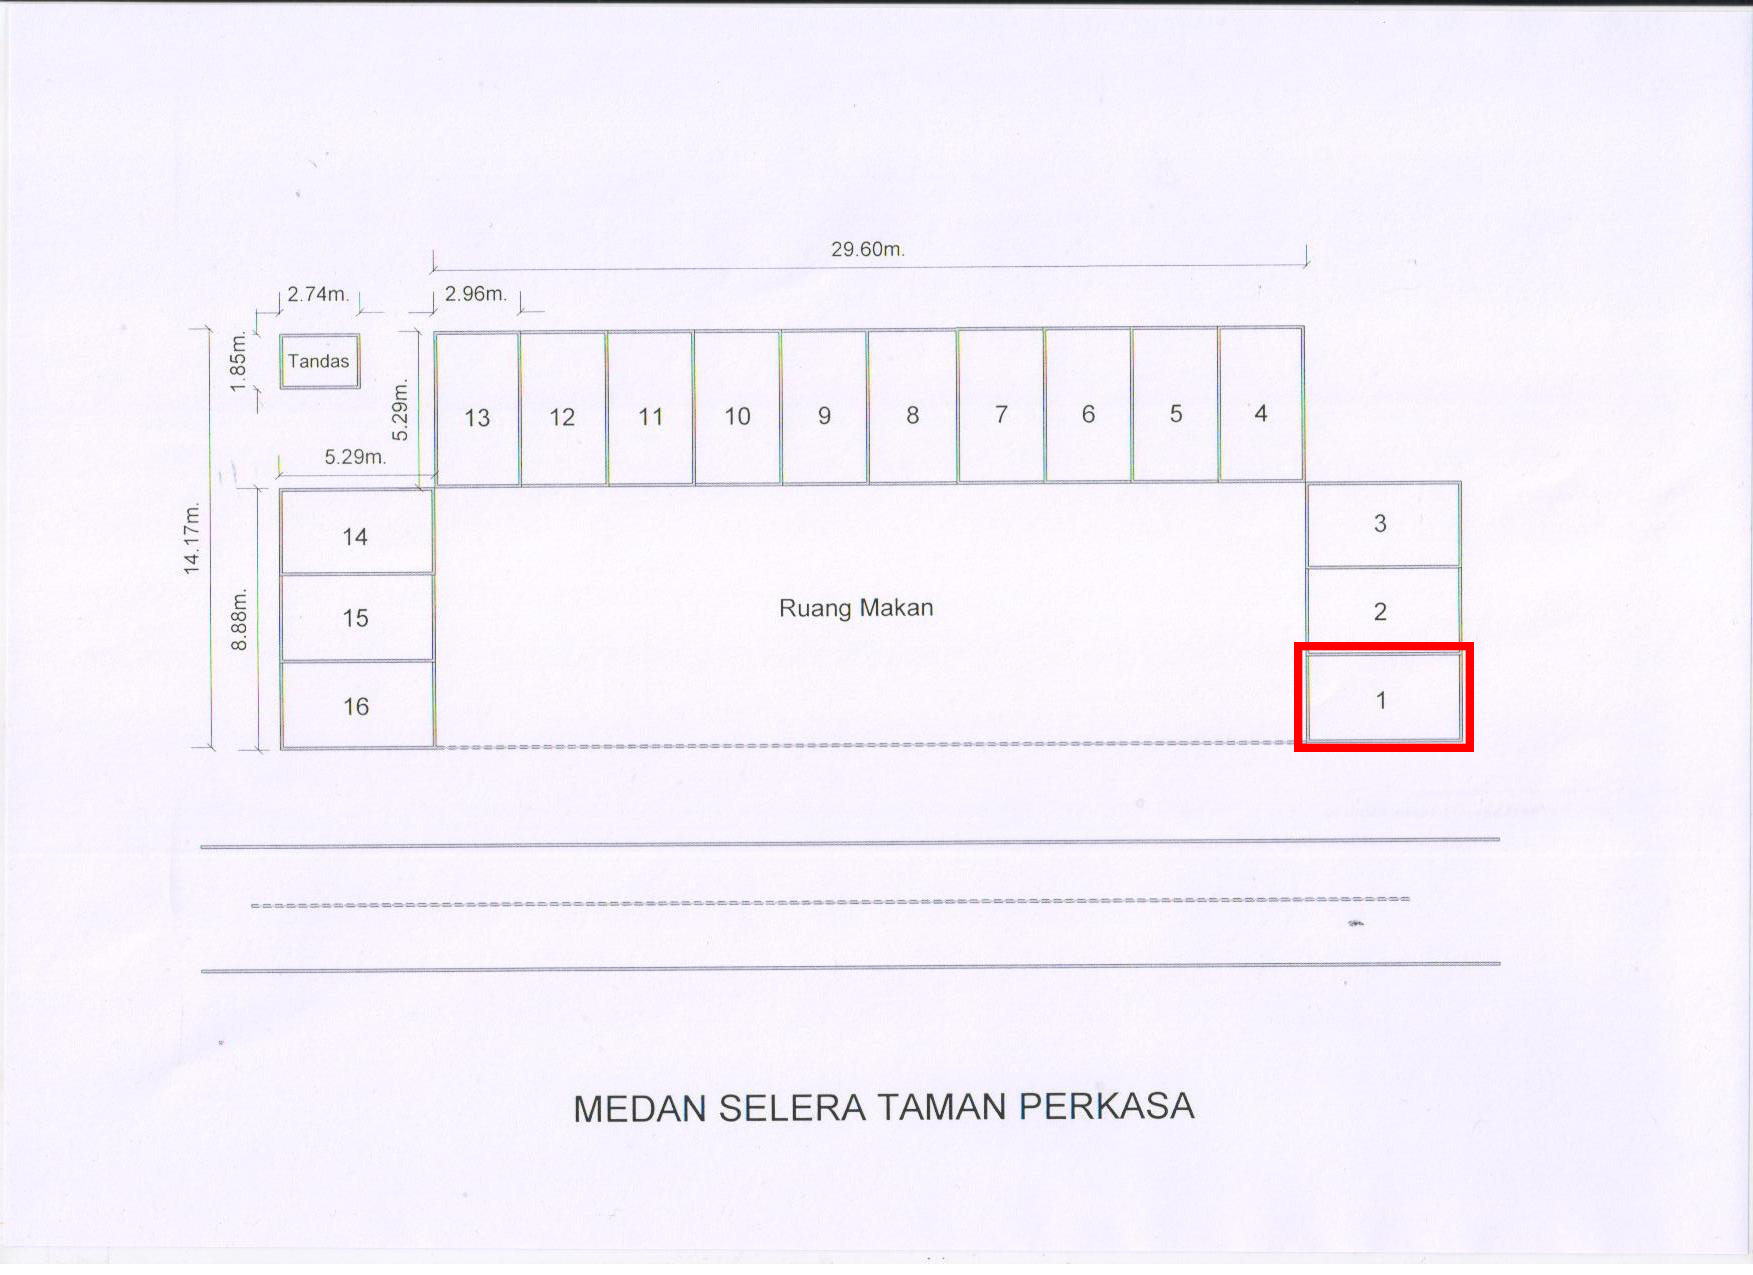 29.60m.
2.74m.
2.96m.
1.85m.
Tandas
5.29m.
13
12
11
10
9
8
7
6
5
4
5.29m.
14.17m.
8.88m.
14
15
16
Ruang Makan
3
2
1
MEDAN SELERA TAMAN PERKASA